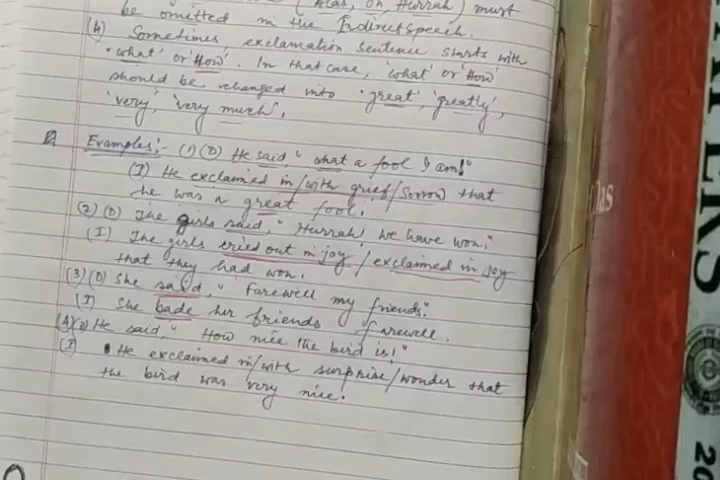 (Alas, Oh, Hurrah) must
be omitted in the Indirect Speech.
(4) Sometimes, exclamation sentence starts with
'what' or 'How'. In that case, 'what' or 'How'
should be changed into 'great', 'greatly',
'very', 'very much'.
Examples:- (1) (D) He said "what a fool I am!"
(I) He exclaimed in/with grief/sorrow that
he was a great fool.
(2) (D) The girls said, "Hurrah! we have won."
(I) The girls cried out in joy / exclaimed in joy
that they had won.
(3) (D) She said, "Farewell my friends."
(I) She bade her friends farewell.
(4) (D) He said, "How nice the bird is!"
(I) He exclaimed in/with surprise/wonder that
the bird was very nice.
las
RS
20